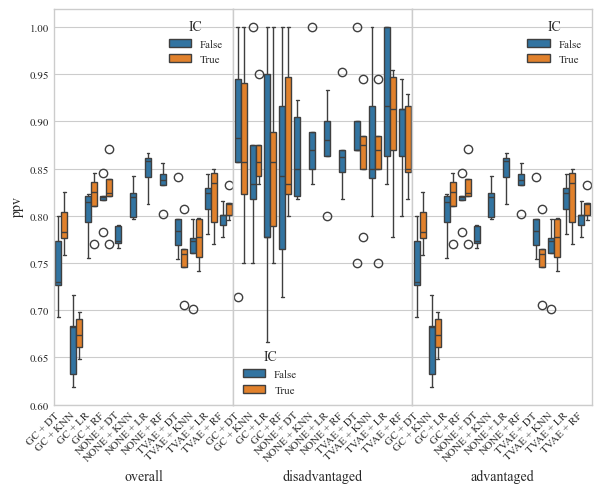 ppv
1.00
0.95
0.90
0.85
0.80
0.75
0.70
0.65
0.60
IC
False
True
IC
False
True
IC
False
True
GC + DT
GC + KNN
GC + LR
GC + RF
NONE + DT
NONE + KNN
NONE + LR
NONE + RF
TVAE + DT
TVAE + KNN
TVAE + LR
TVAE + RF
GC + DT
GC + KNN
GC + LR
GC + RF
NONE + DT
NONE + KNN
NONE + LR
NONE + RF
TVAE + DT
TVAE + KNN
TVAE + LR
TVAE + RF
GC + DT
GC + KNN
GC + LR
GC + RF
NONE + DT
NONE + KNN
NONE + LR
NONE + RF
TVAE + DT
TVAE + KNN
TVAE + LR
TVAE + RF
overall
disadvantaged
advantaged